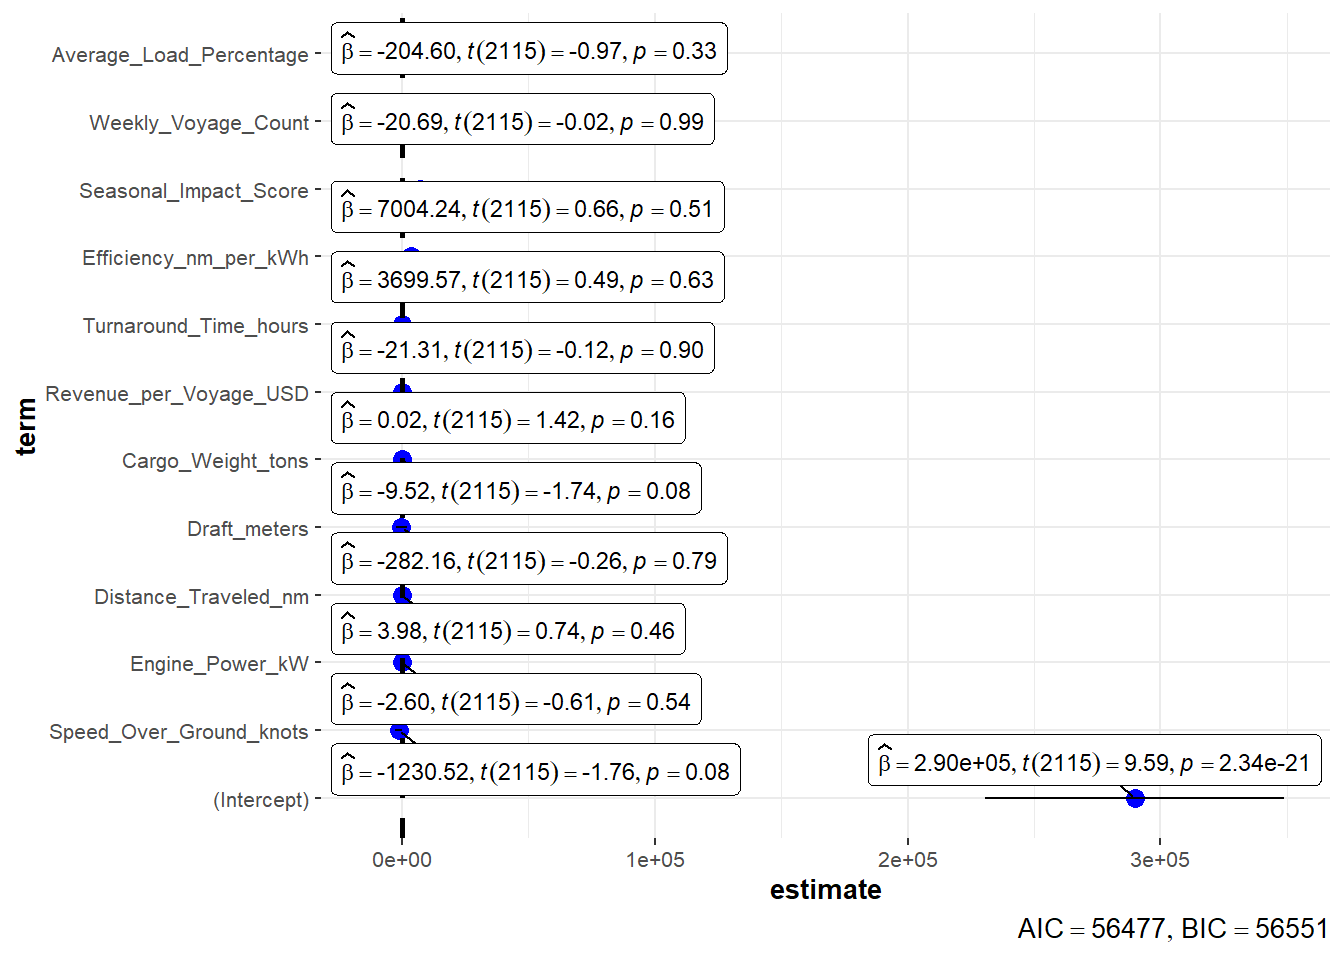 Average_Load_Percentage
β̂ = -204.60, t(2115) = -0.97, p = 0.33
Weekly_Voyage_Count
β̂ = -20.69, t(2115) = -0.02, p = 0.99
Seasonal_Impact_Score
β̂ = 7004.24, t(2115) = 0.66, p = 0.51
Efficiency_nm_per_kWh
β̂ = 3699.57, t(2115) = 0.49, p = 0.63
Turnaround_Time_hours
β̂ = -21.31, t(2115) = -0.12, p = 0.90
Revenue_per_Voyage_USD
β̂ = 0.02, t(2115) = 1.42, p = 0.16
Cargo_Weight_tons
β̂ = -9.52, t(2115) = -1.74, p = 0.08
Draft_meters
β̂ = -282.16, t(2115) = -0.26, p = 0.79
Distance_Traveled_nm
β̂ = 3.98, t(2115) = 0.74, p = 0.46
Engine_Power_kW
β̂ = -2.60, t(2115) = -0.61, p = 0.54
Speed_Over_Ground_knots
β̂ = -1230.52, t(2115) = -1.76, p = 0.08
β̂ = 2.90e+05, t(2115) = 9.59, p = 2.34e-21
(Intercept)
term
0e+00 1e+05 2e+05 3e+05
estimate
AIC = 56477, BIC = 56551